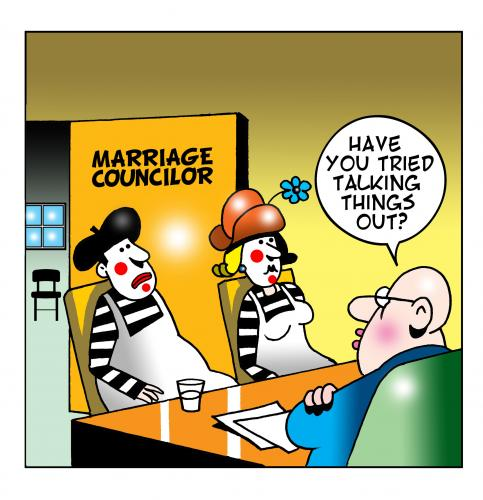 MARRIAGE
COUNCILOR
HAVE
YOU TRIED
TALKING
THINGS
OUT?